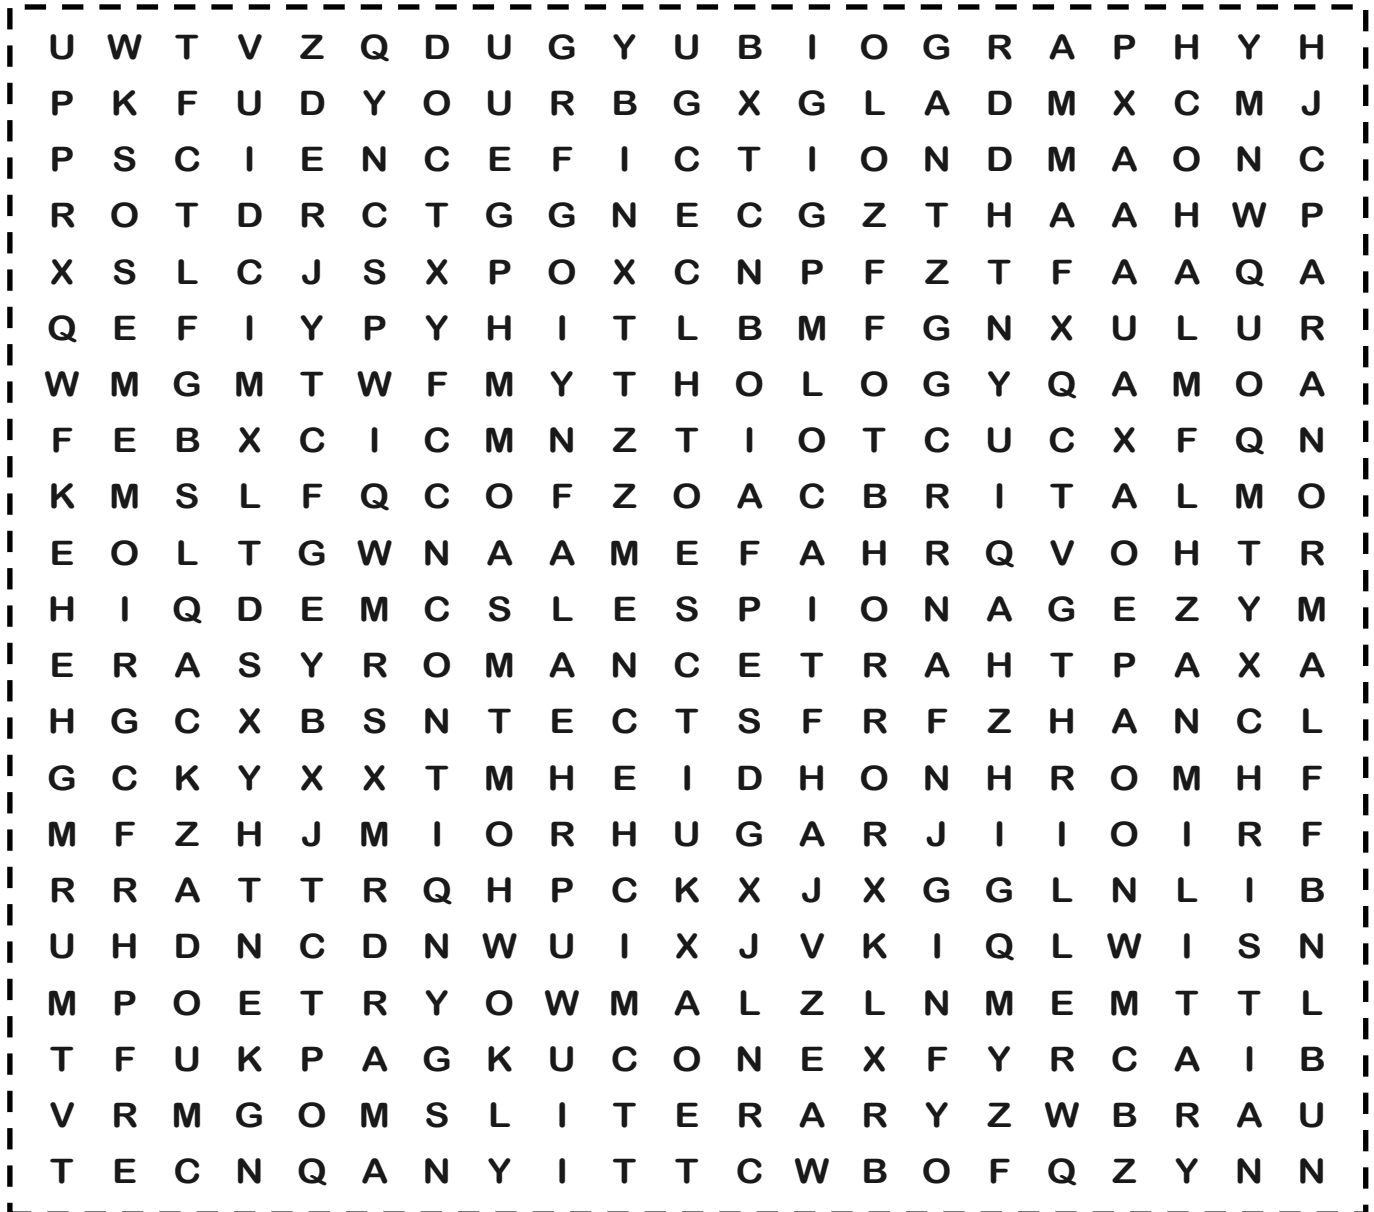 U W T V Z Q D U G Y U B I O G R A P H Y H
P K F U D Y O U R B G X G L A D M X C M J
P S C I E N C E F I C T I O N D M A O N C
R O T D R C T G G N E C G Z T H A A H W P
X S L C J S X P O X C N P F Z T F A A Q A
Q E F I Y P Y H I T L B M F G N X U L U R
W M G M T W F M Y T H O L O G Y Q A M O A
F E B X C I C M N Z T I O T C U C X F Q N
K M S L F Q C O F Z O A C B R I T A L M O
E O L T G W N A A M E F A H R Q V O H T R
H I Q D E M C S L E S P I O N A G E Z Y M
E R A S Y R O M A N C E T R A H T P A X A
H G C X B S N T E C T S F R F Z H A N C L
G C K Y X X T M H E I D H O N H R O M H F
M F Z H J M I O R H U G A R J I I O I R F
R R A T T R Q H P C K X J X G G L N L I B
U H D N C D N W U I X J V K I Q L W I S N
M P O E T R Y O W M A L Z L N M E M T T L
T F U K P A G K U C O N E X F Y R C A I B
V R M G O M S L I T E R A R Y Z W B R A U
T E C N Q A N Y I T T C W B O F Q Z Y N N